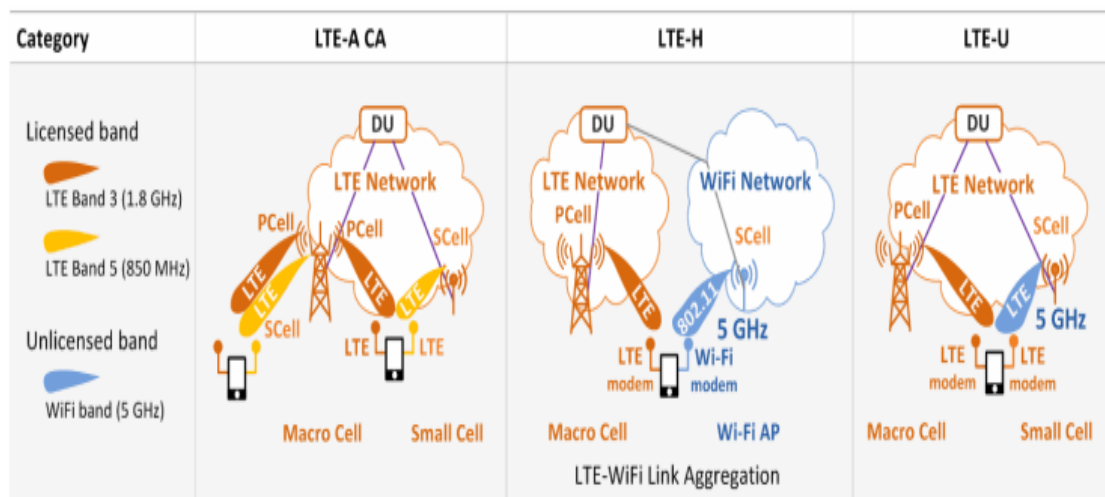 Category
LTE-A CA
LTE-H
LTE-U
Licensed band
LTE Band 3 (1.8 GHz)
LTE Band 5 (850 MHz)
Unlicensed band
WiFi band (5 GHz)
DU
LTE Network
PCell
PCell
SCell
LTE
LTE
LTE
LTE
SCell
LTE
LTE
Macro Cell
Small Cell
DU
LTE Network
WiFi Network
PCell
SCell
LTE
802.11
5 GHz
LTE
modem
Wi-Fi
modem
Macro Cell
Wi-Fi AP
LTE-WiFi Link Aggregation
DU
LTE Network
PCell
SCell
LTE
LTE
5 GHz
LTE
modem
LTE
modem
Macro Cell
Small Cell